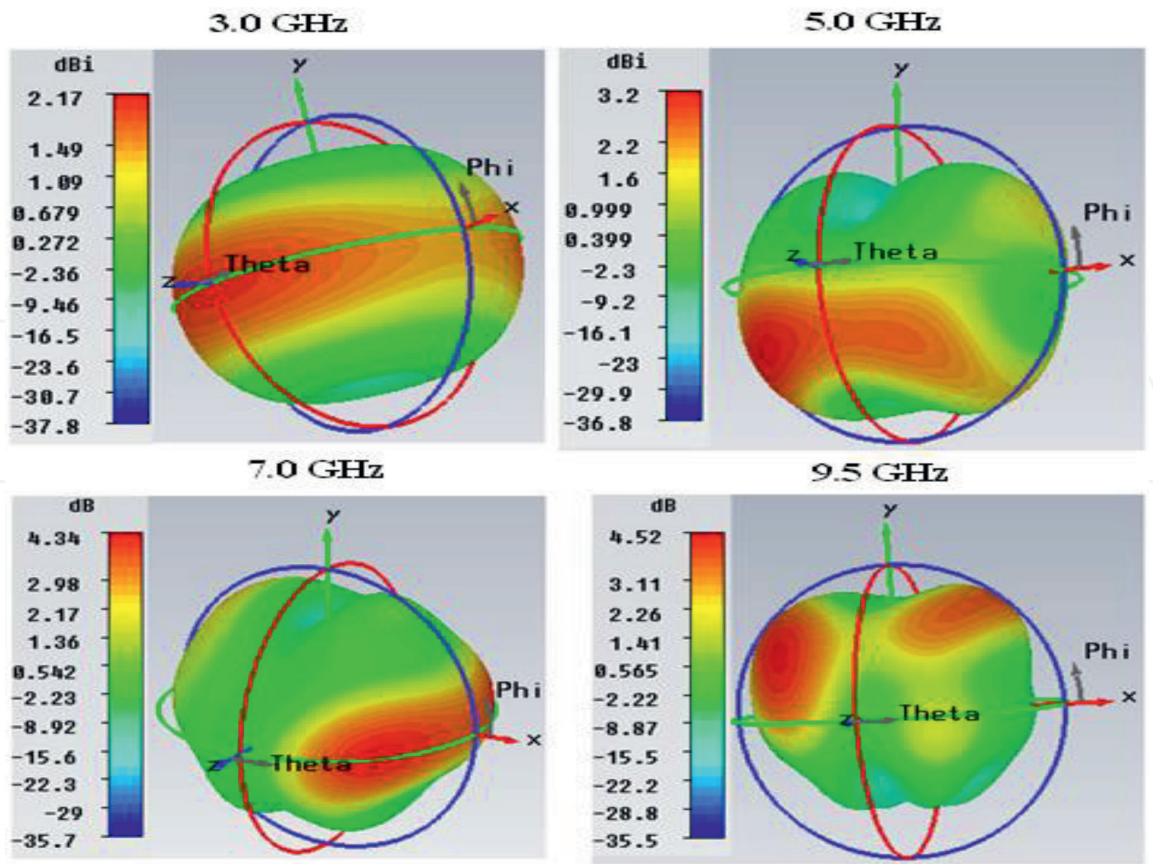 3.0 GHz
dBi
2.17
1.49
1.09
0.679
0.272
-2.36
-9.46
-16.5
-23.6
-30.7
-37.8
y
Phi
x
z
Theta
5.0 GHz
dBi
3.2
2.2
1.6
0.999
0.399
-2.3
-9.2
-16.1
-23
-29.9
-36.8
y
Phi
x
z
Theta
7.0 GHz
dB
4.34
2.98
2.17
1.36
0.542
-2.23
-8.92
-15.6
-22.3
-29
-35.7
y
Phi
x
z
Theta
9.5 GHz
dB
4.52
3.11
2.26
1.41
0.565
-2.22
-8.87
-15.5
-22.2
-28.8
-35.5
y
Phi
x
z
Theta